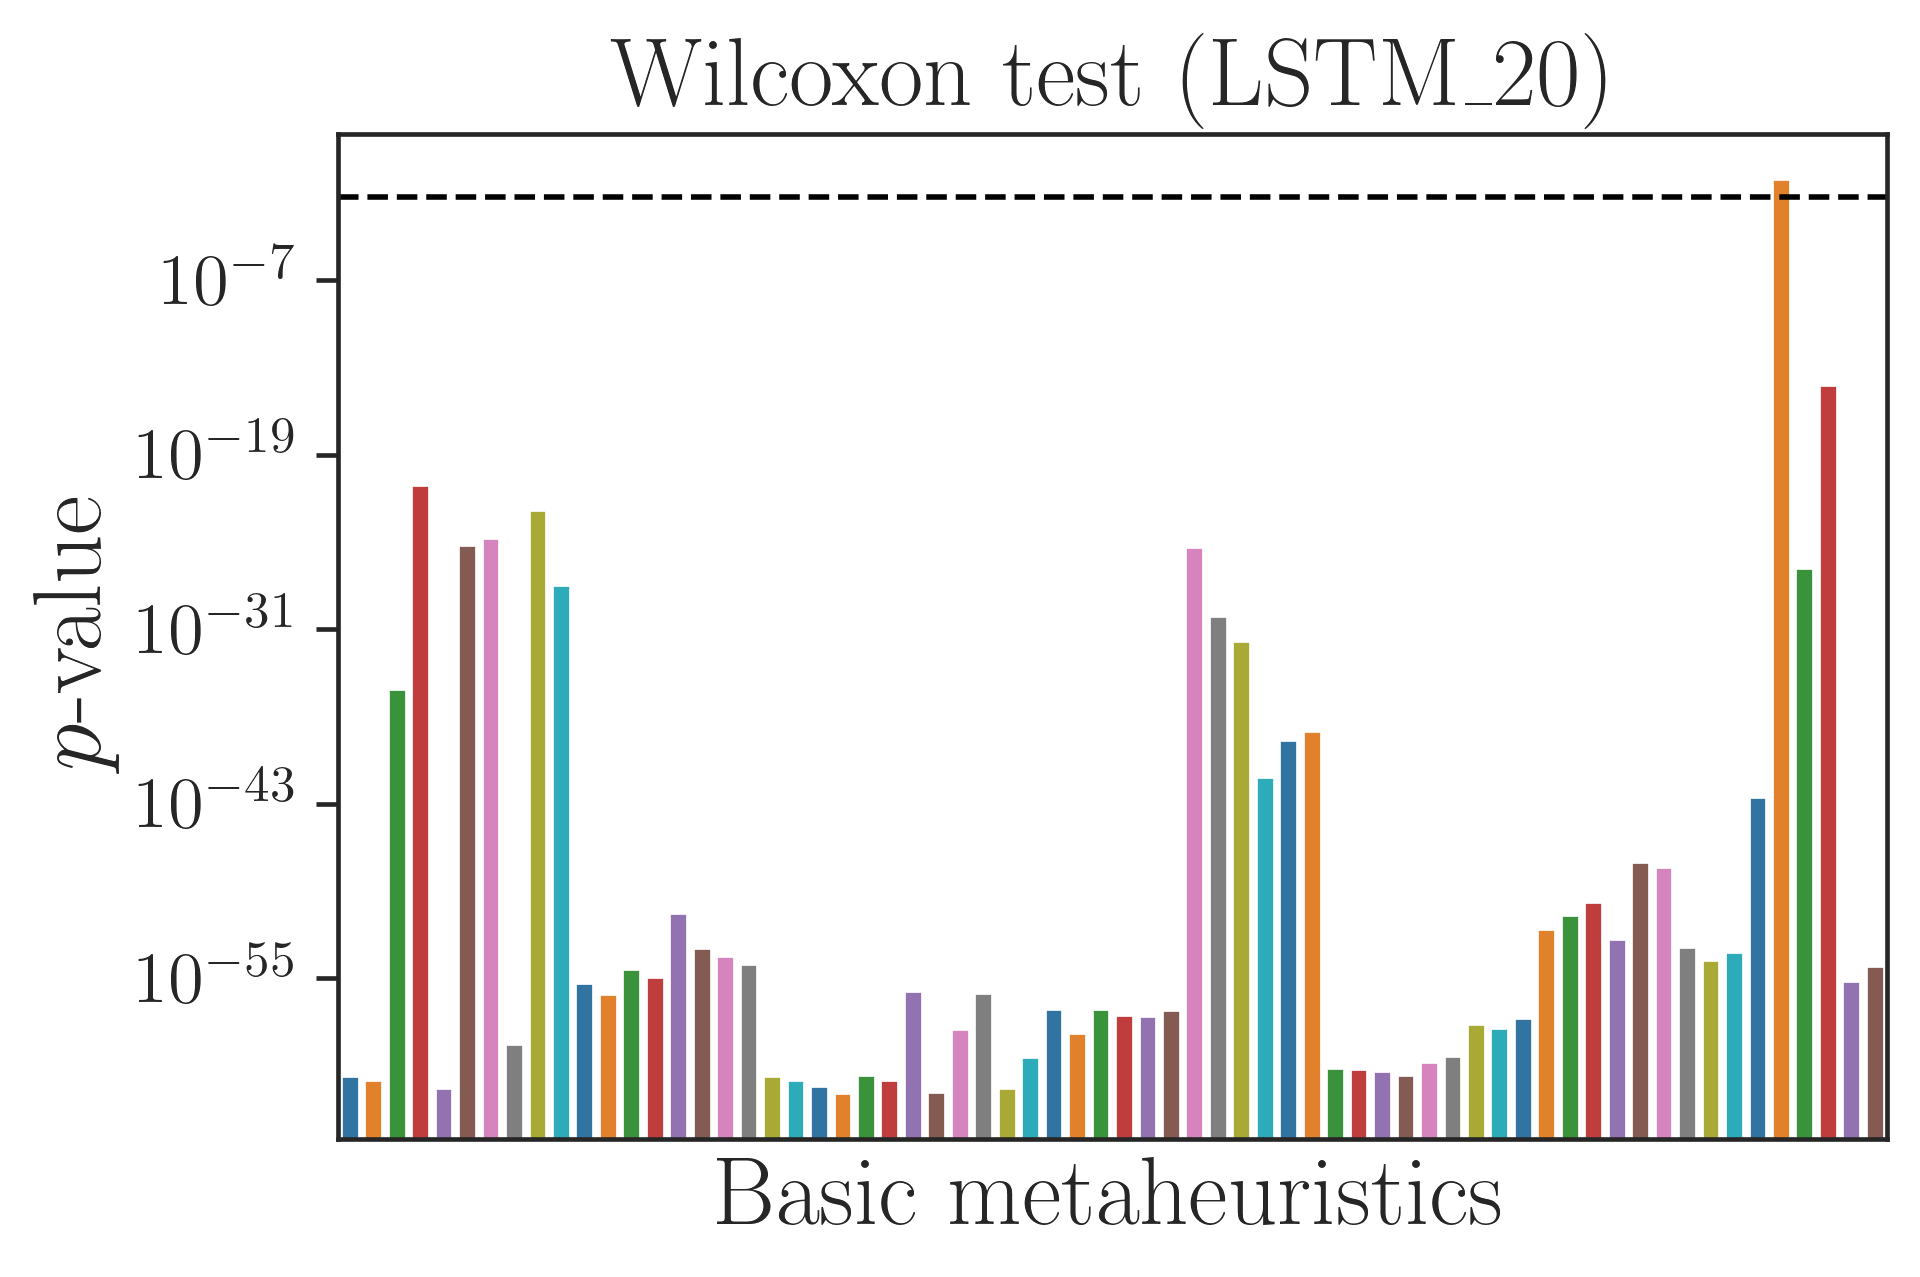 Wilcoxon test (LSTM_20)
10⁻⁷
10⁻¹⁹
10⁻³¹
10⁻⁴³
10⁻⁵⁵
p-value
Basic metaheuristics